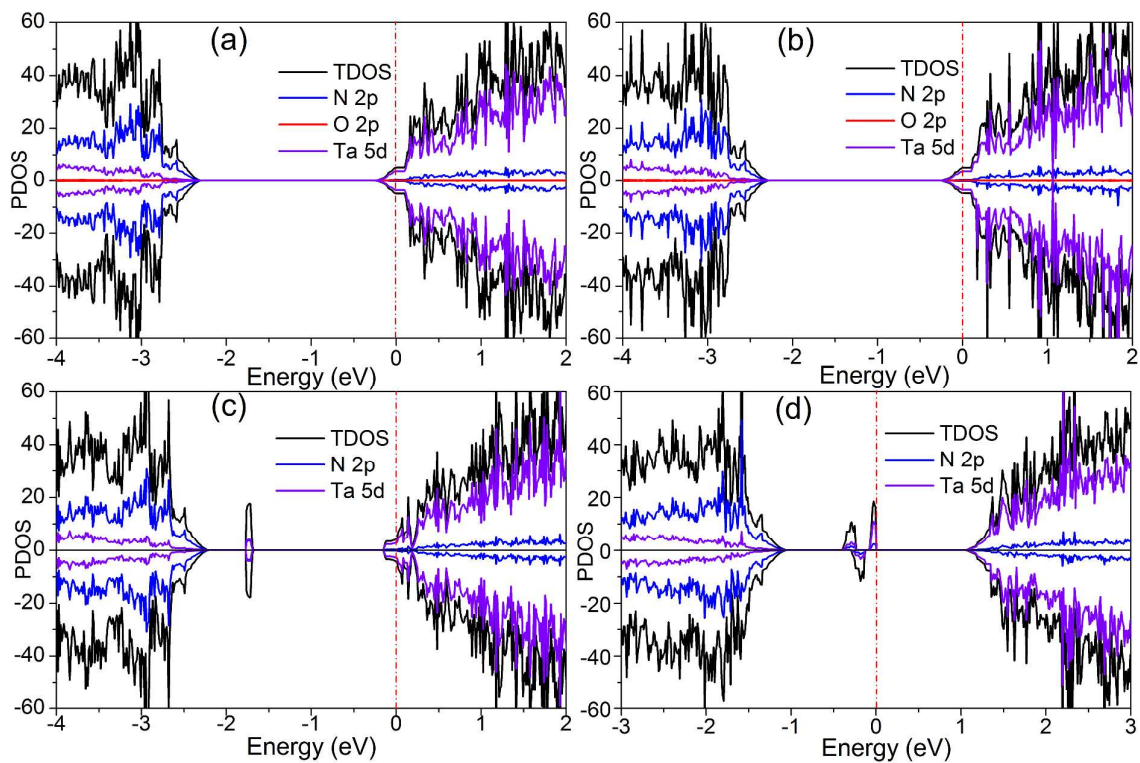 (a)
TDOS
N 2p
O 2p
Ta 5d
PDOS
60
40
20
0
-20
-40
-60
-4 -3 -2 -1 0 1 2
Energy (eV)
(b)
TDOS
N 2p
O 2p
Ta 5d
PDOS
60
40
20
0
-20
-40
-60
-4 -3 -2 -1 0 1 2
Energy (eV)
(c)
TDOS
N 2p
Ta 5d
PDOS
60
40
20
0
-20
-40
-60
-4 -3 -2 -1 0 1 2
Energy (eV)
(d)
TDOS
N 2p
Ta 5d
PDOS
60
40
20
0
-20
-40
-60
-3 -2 -1 0 1 2 3
Energy (eV)